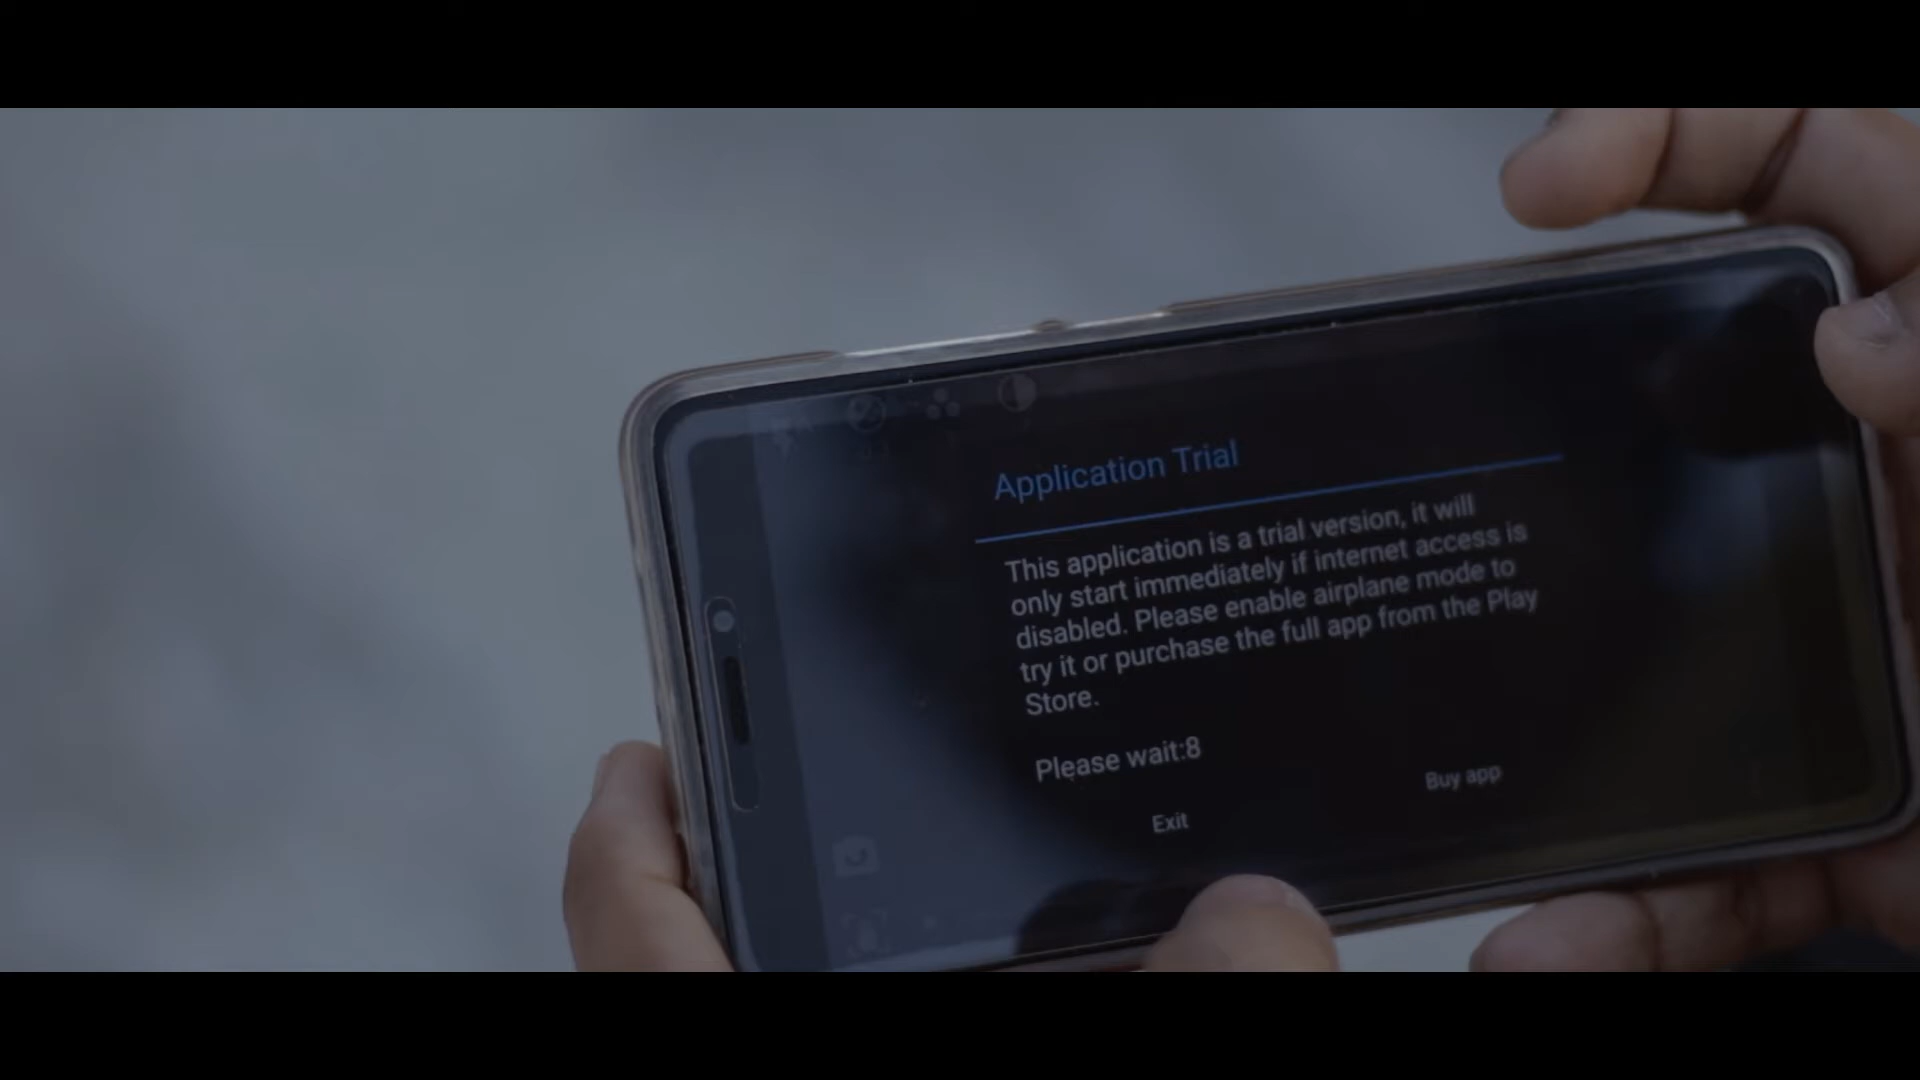 Application Trial
This application is a trial version, it will
only start immediately if internet access is
disabled. Please enable airplane mode to
try it or purchase the full app from the Play
Store.
Please wait:8
Exit
Buy app